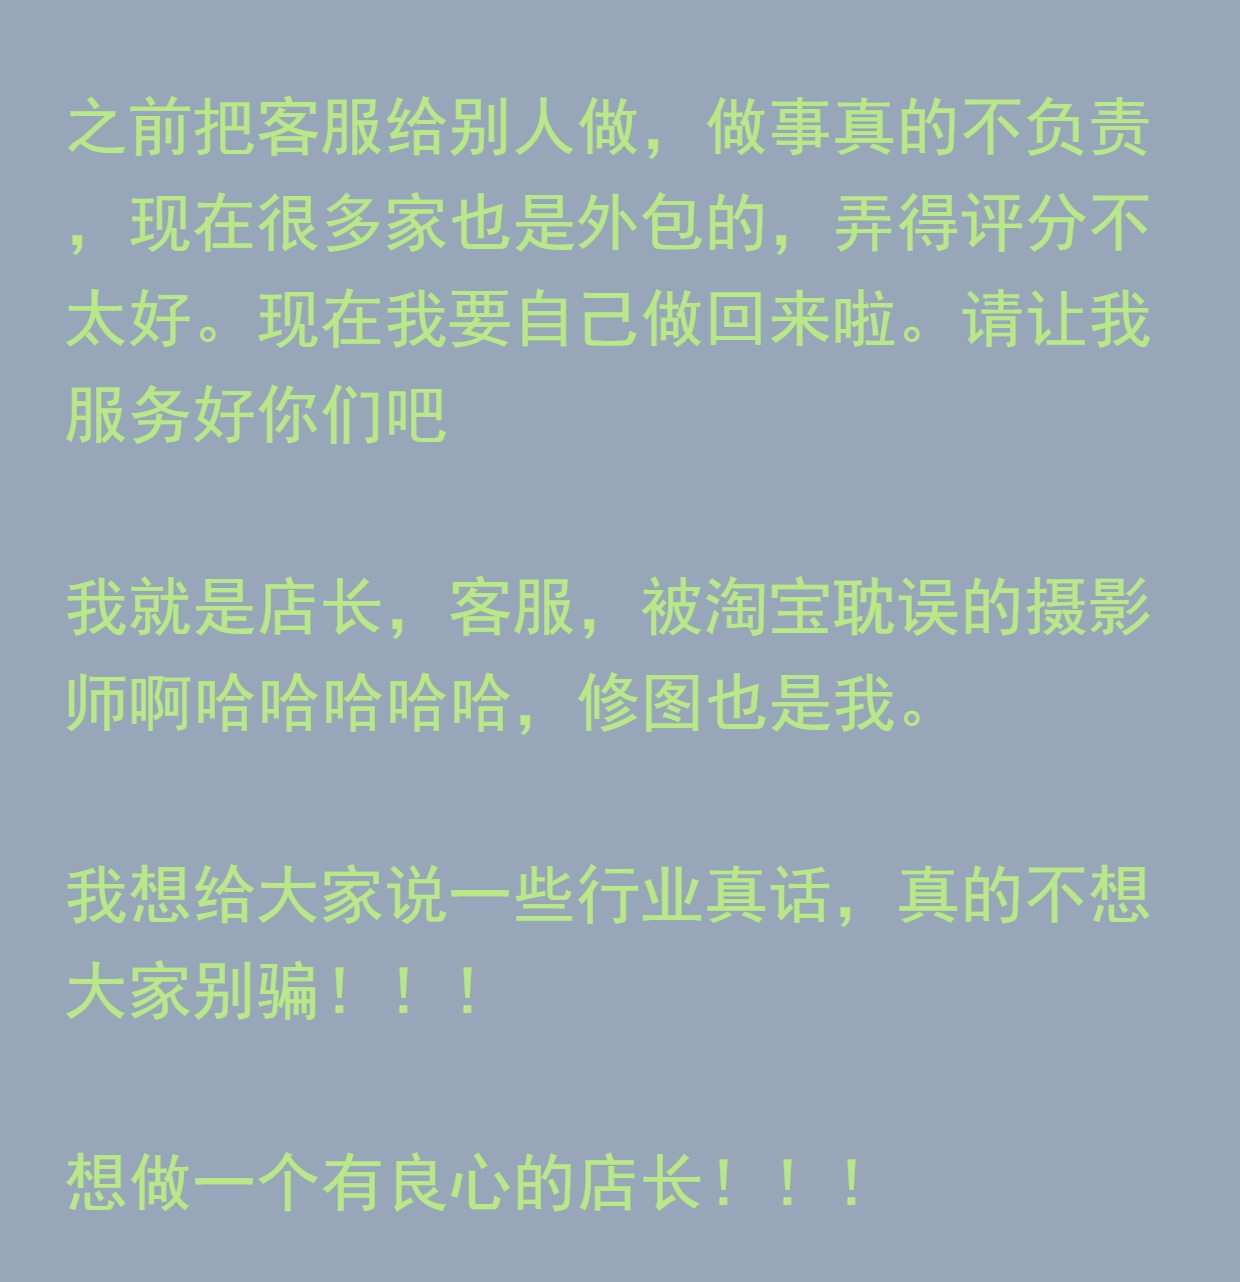 之前把客服给别人做，做事真的不负责
，现在很多家也是外包的，弄得评分不
太好。现在我要自己做回来啦。请让我
服务好你们吧
我就是店长，客服，被淘宝耽误的摄影
师啊哈哈哈哈哈，修图也是我。
我想给大家说一些行业真话，真的不想
大家别骗！！！
想做一个有良心的店长！！！